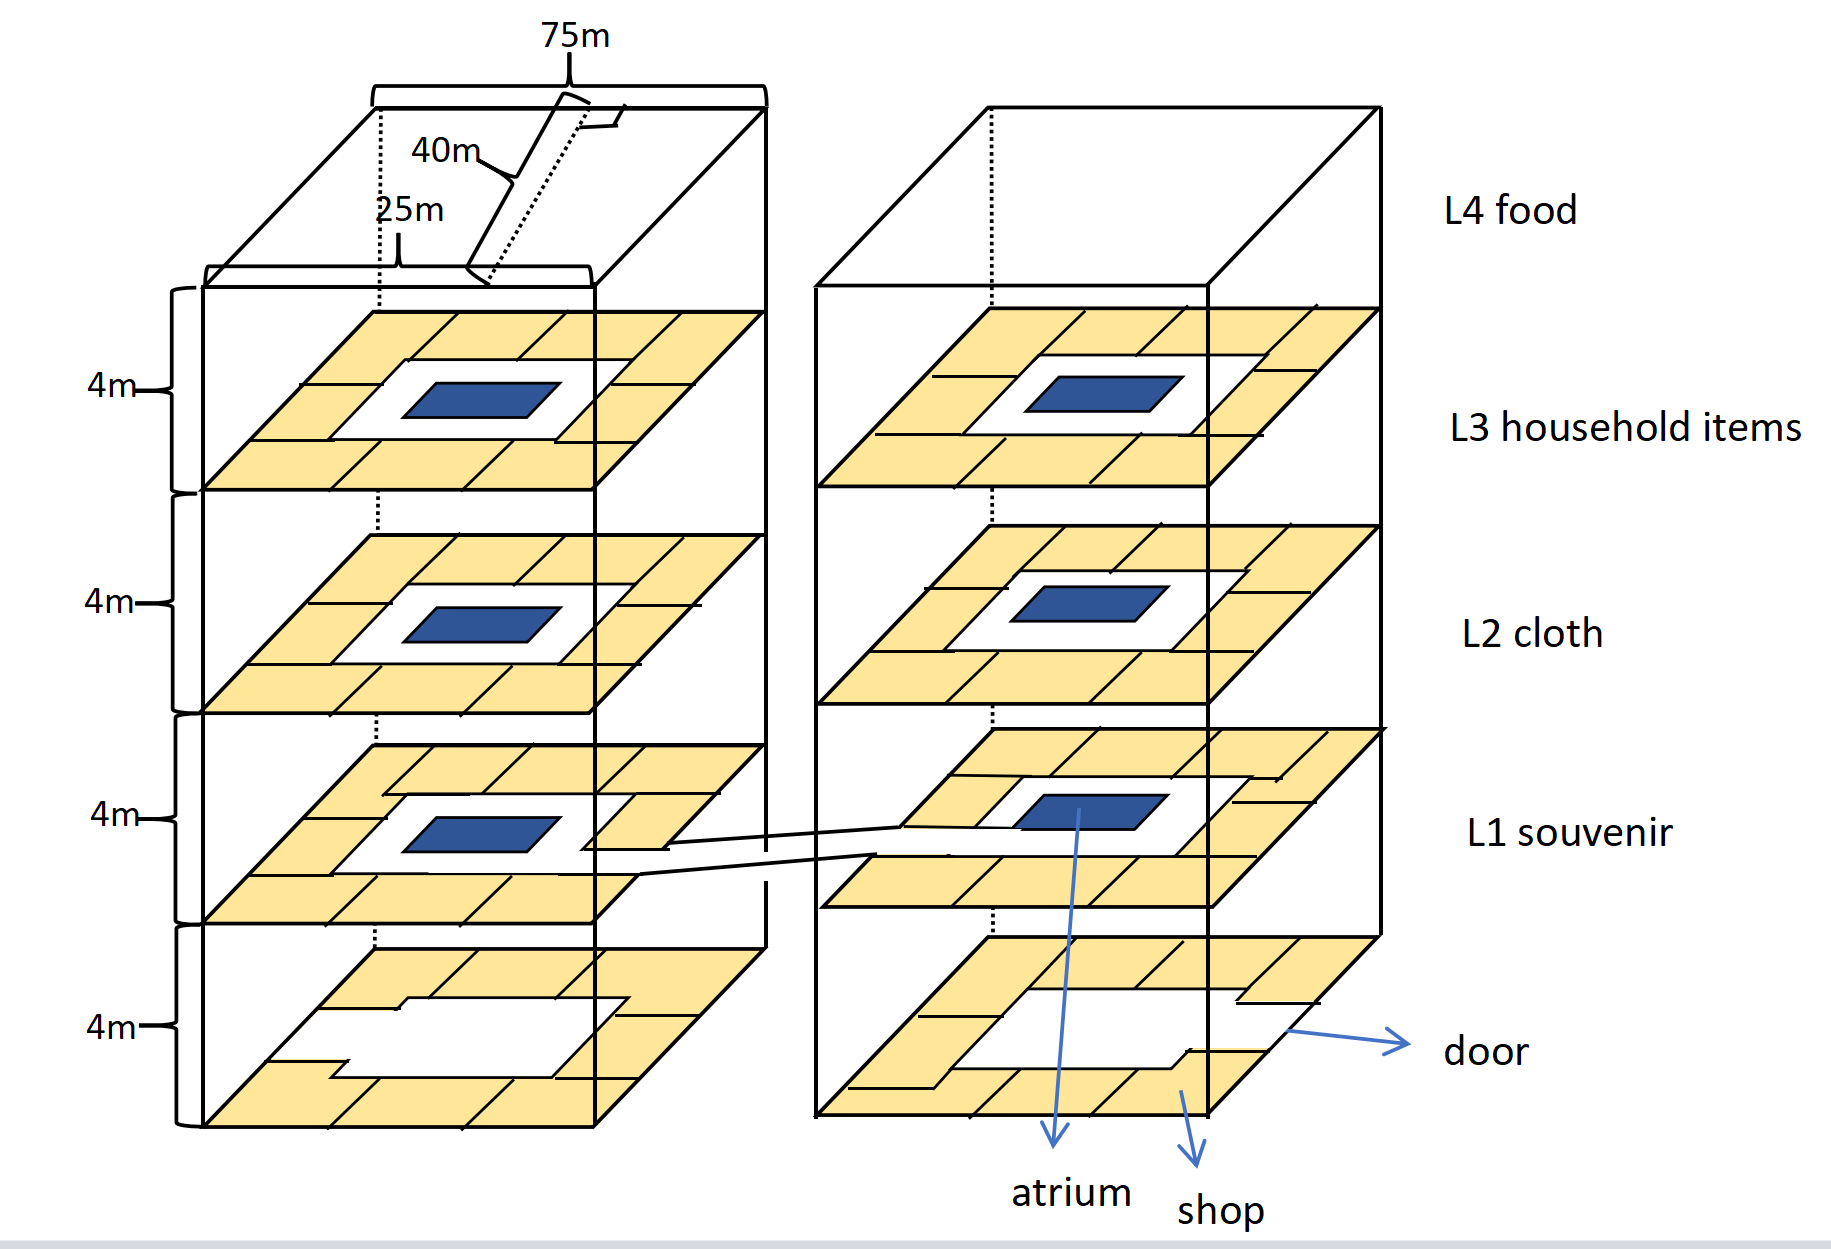 75m
40m
25m
4m
4m
4m
4m
L4 food
L3 household items
L2 cloth
L1 souvenir
door
atrium
shop